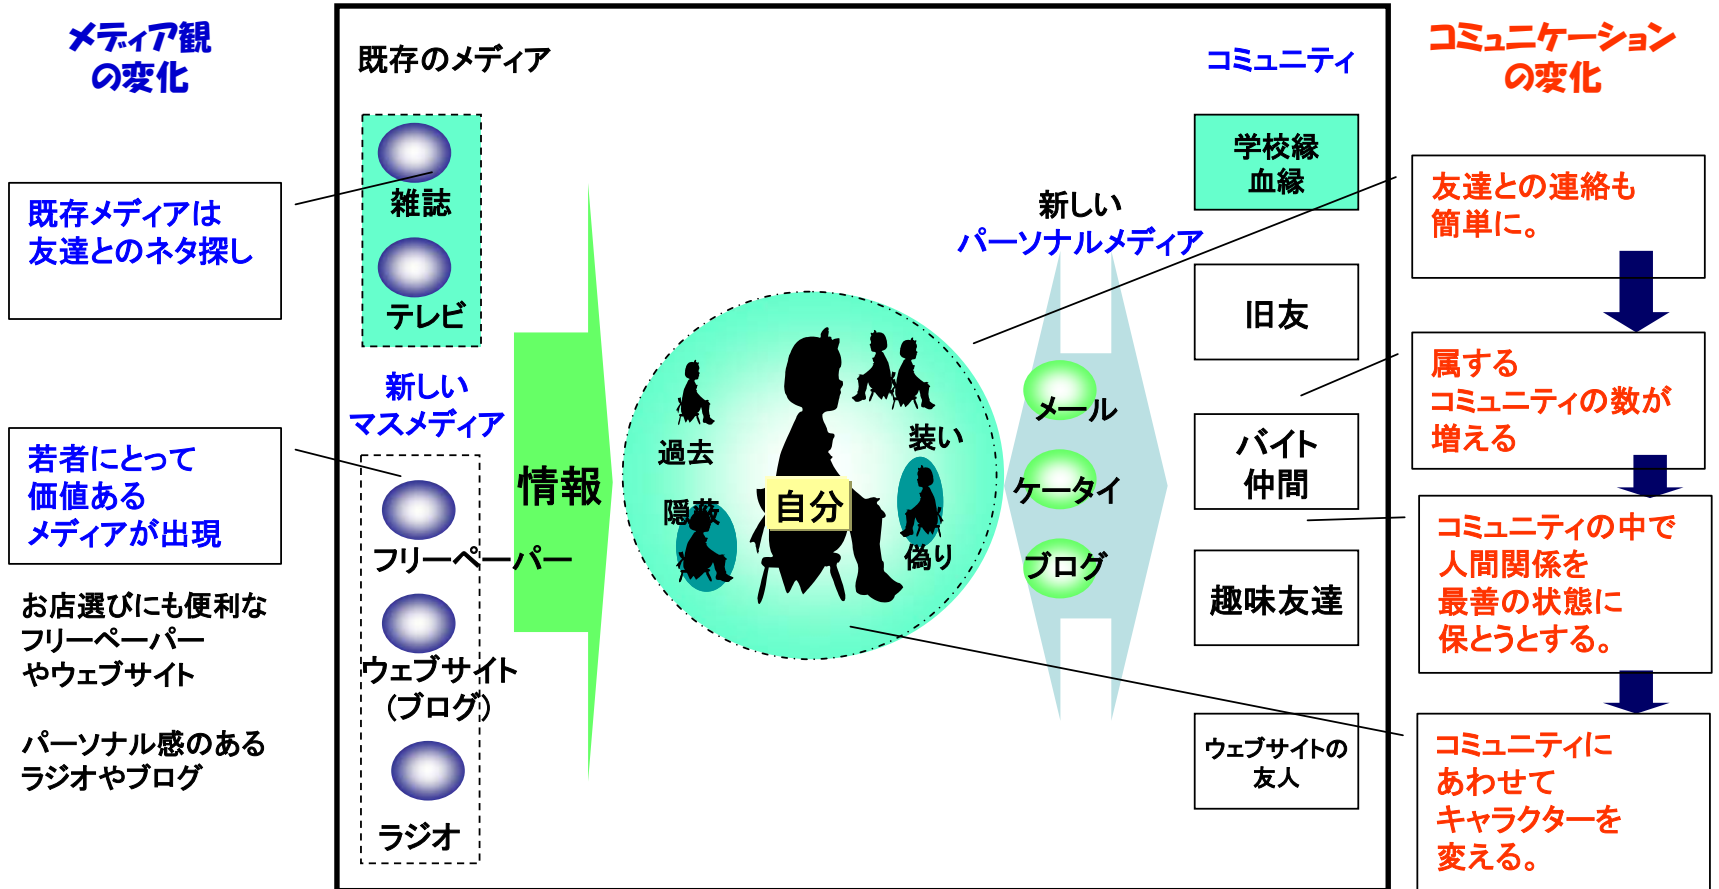 メディア観
の変化
既存メディアは
友達とのネタ探し
若者にとって
価値ある
メディアが出現
お店選びにも便利な
フリーペーパー
やウェブサイト
パーソナル感のある
ラジオやブログ
既存のメディア
雑誌
テレビ
新しい
マスメディア
フリーペーパー
ウェブサイト
(ブログ)
ラジオ
情報
過去
隠蔽
自分
装い
偽り
新しい
パーソナルメディア
メール
ケータイ
ブログ
コミュニティ
学校縁
血縁
旧友
バイト
仲間
趣味友達
ウェブサイトの
友人
コミュニケーション
の変化
友達との連絡も
簡単に。
属する
コミュニティの数が
増える
コミュニティの中で
人間関係を
最善の状態に
保とうとする。
コミュニティに
あわせて
キャラクターを
変える。